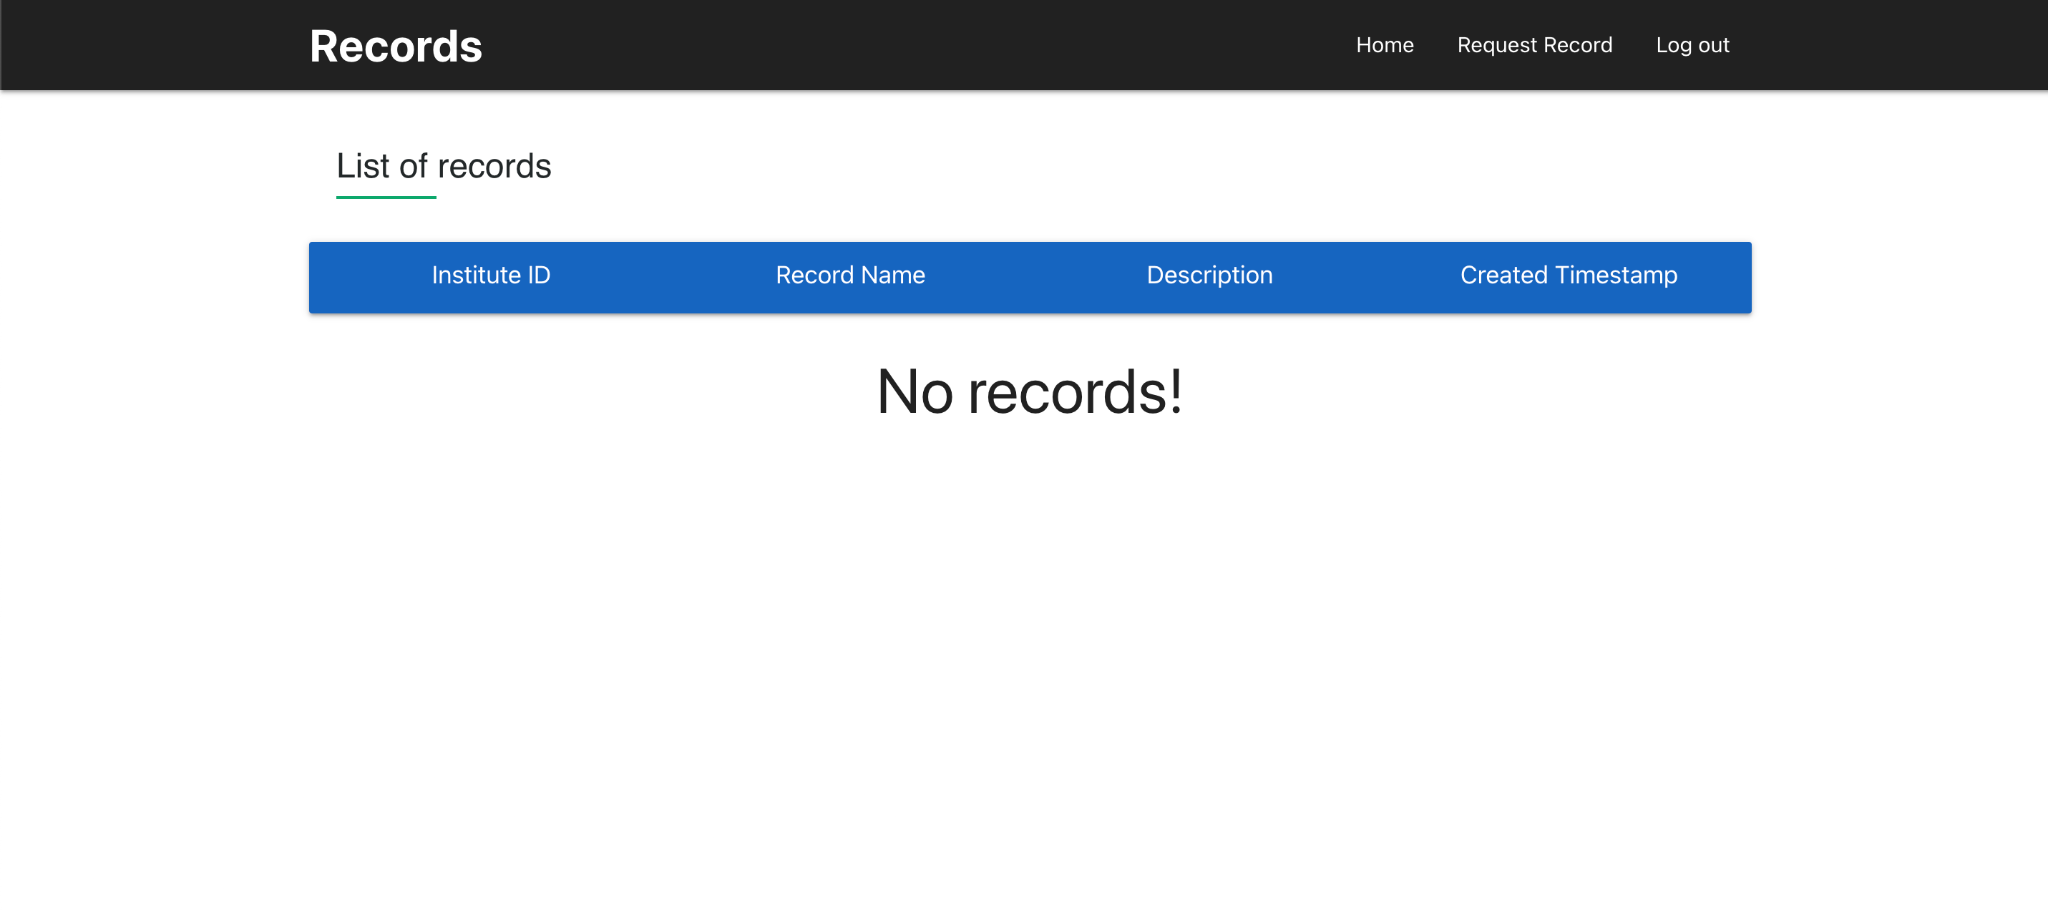 Records Home Request Record Log out
List of records
Institute ID Record Name Description Created Timestamp
No records!